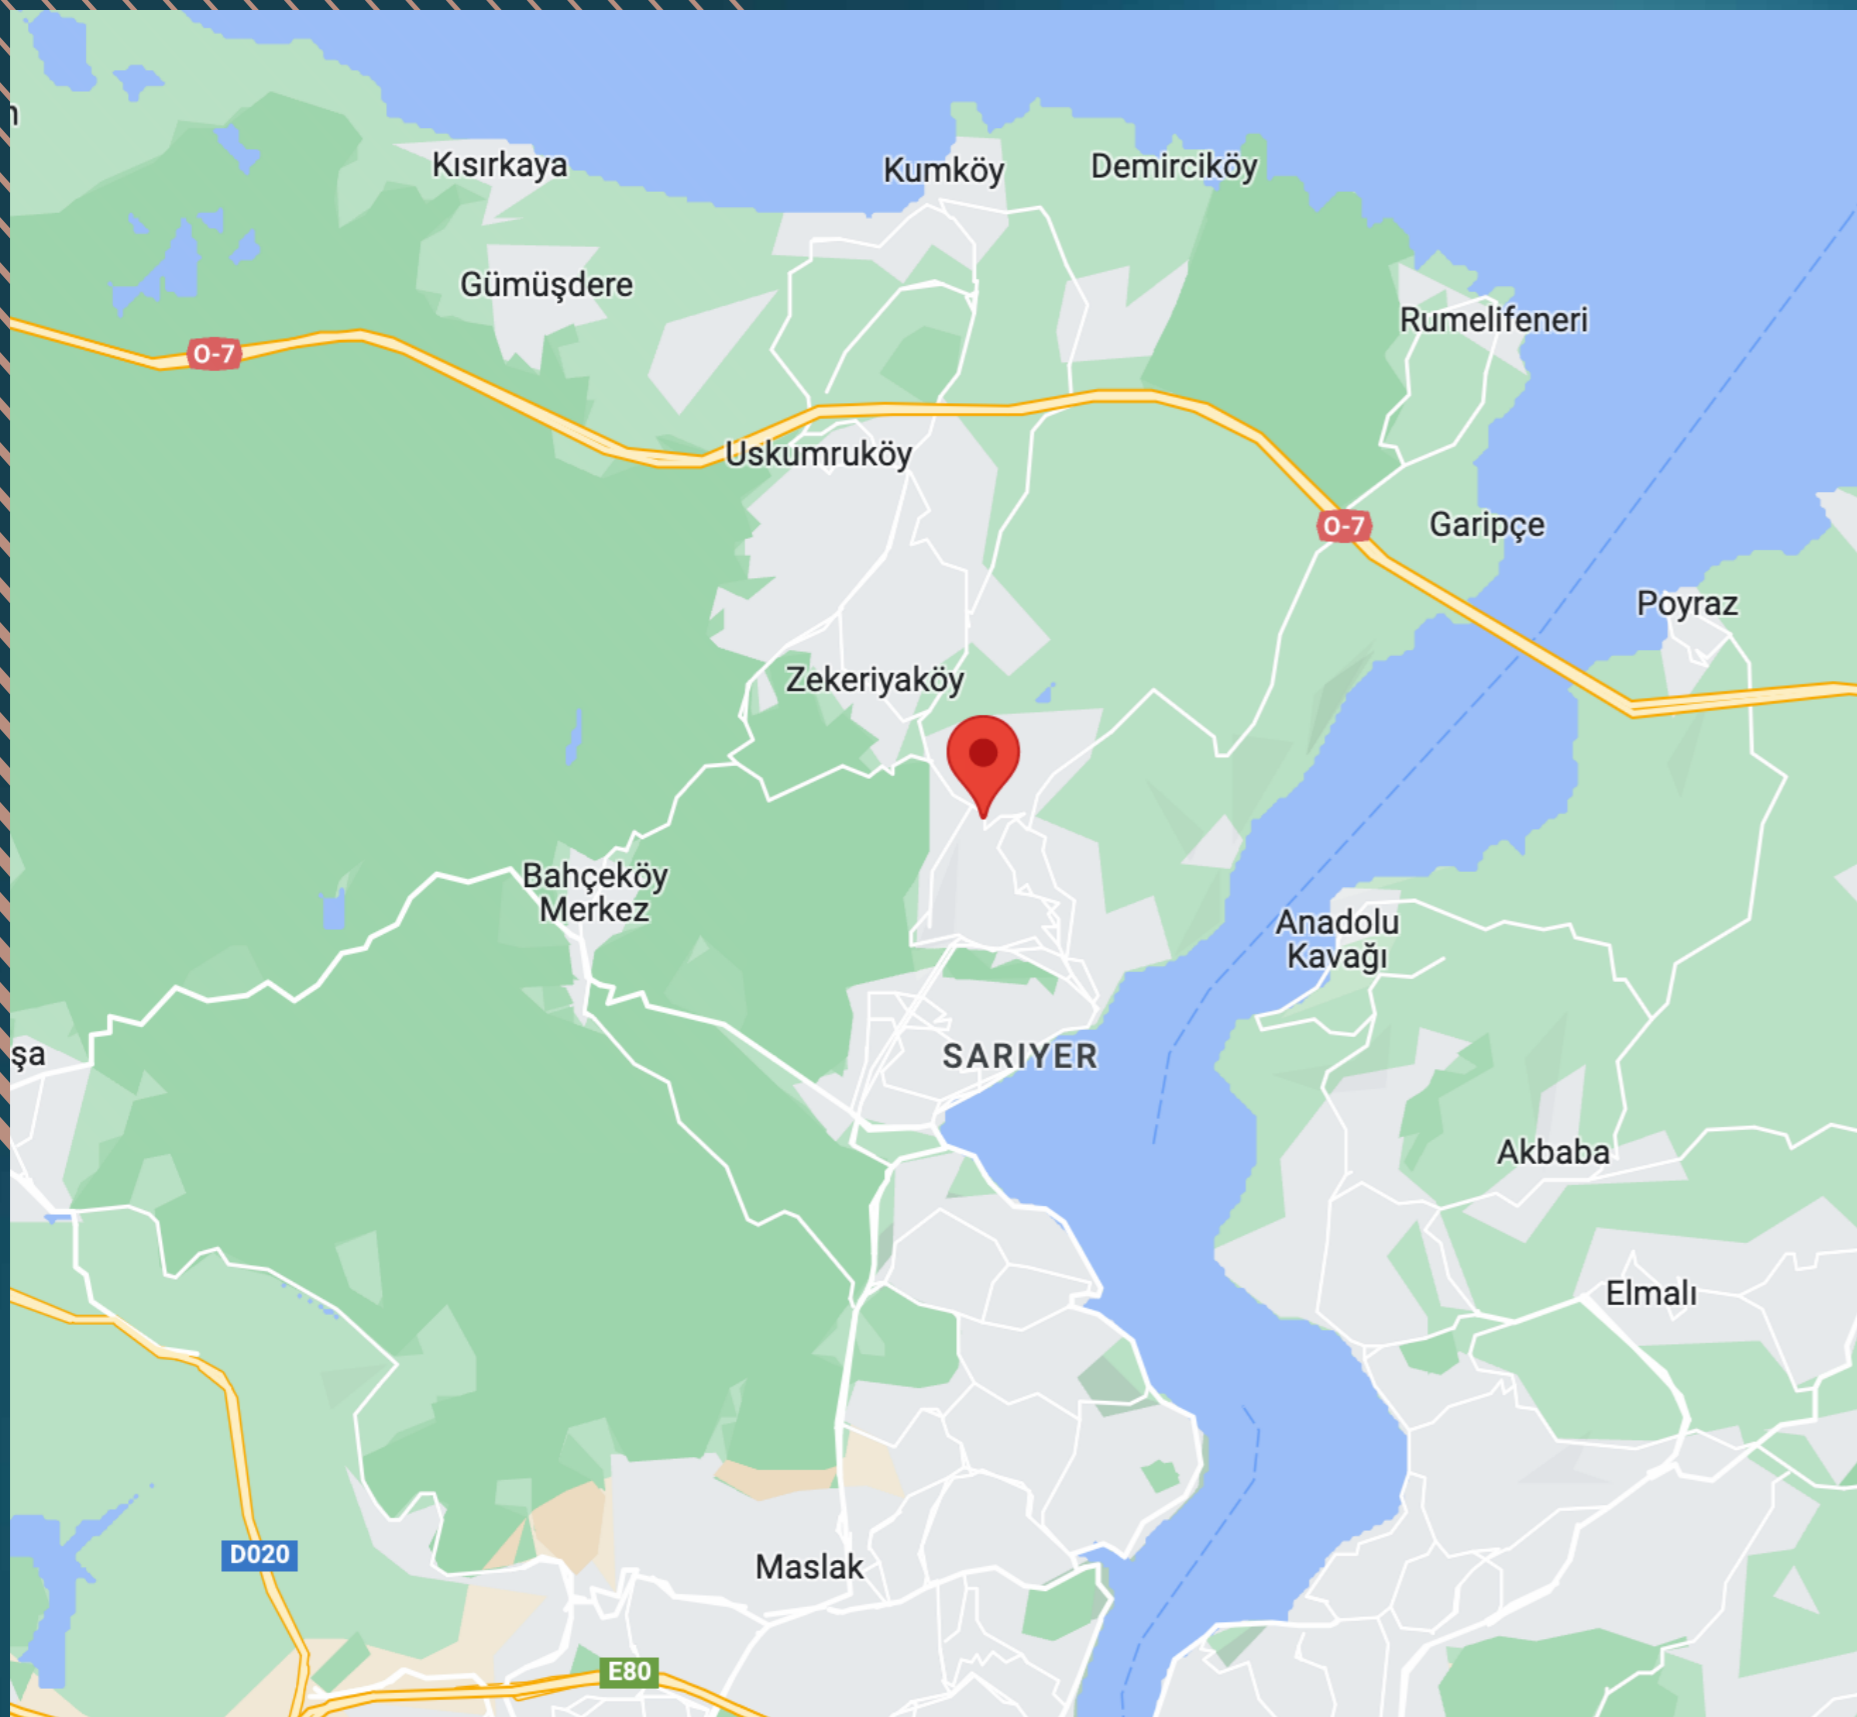 Kısırkaya
Kumköy
Demirciköy
Gümüşdere
Rumelifeneri
O-7
Uskumruköy
O-7
Garipçe
Poyraz
Zekeriyaköy
Bahçeköy
Merkez
Anadolu
Kavağı
şa
SARIYER
Akbaba
Elmalı
D020
Maslak
E80